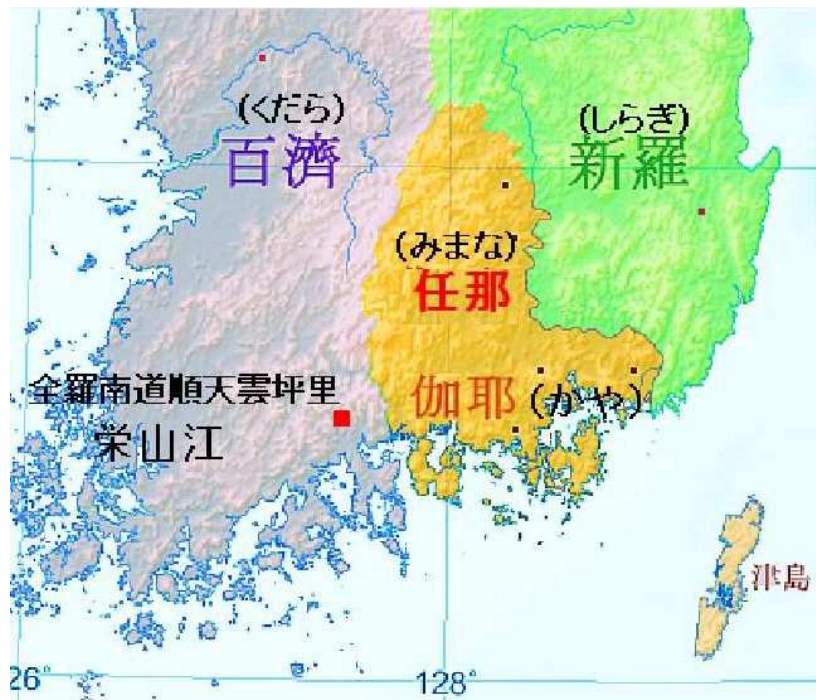 (くだら)
百濟
(しらぎ)
新羅
(みまな)
任那
全羅南道順天雲坪里
栄山江
伽耶(かや)
津島
26°
128°